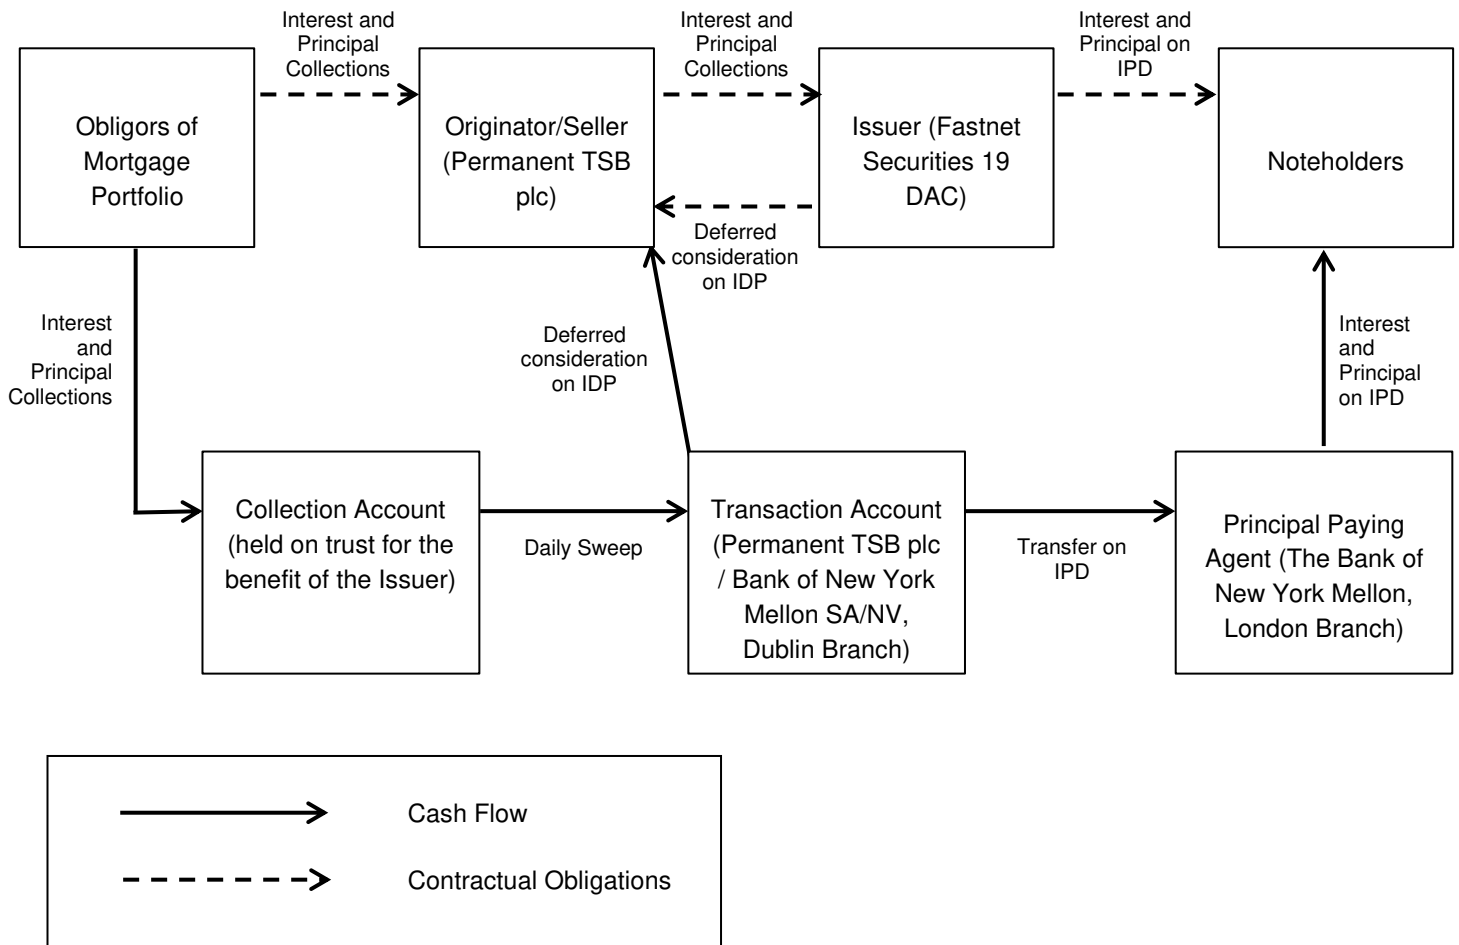 Interest and
Principal
Collections
Interest and
Principal
Collections
Interest and
Principal on
IPD
Obligors of
Mortgage
Portfolio
Originator/Seller
(Permanent TSB
plc)
Issuer (Fastnet
Securities 19
DAC)
Noteholders
Deferred
consideration
on IDP
Interest
and
Principal
Collections
Deferred
consideration
on IDP
Interest
and
Principal
on IPD
Collection Account
(held on trust for the
benefit of the Issuer)
Daily Sweep
Transaction Account
(Permanent TSB plc
/ Bank of New York
Mellon SA/NV,
Dublin Branch)
Transfer on
IPD
Principal Paying
Agent (The Bank of
New York Mellon,
London Branch)
Cash Flow
Contractual Obligations